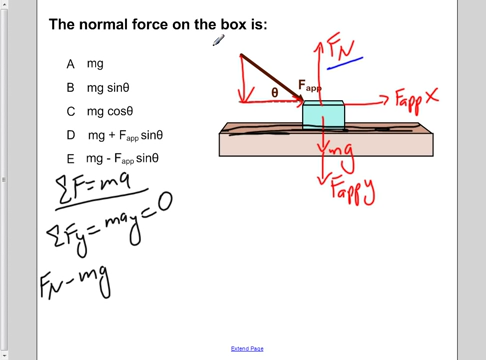 The normal force on the box is:
A mg
B mg sinθ
C mg cosθ
D mg + Fapp sinθ
E mg - Fapp sinθ
Fapp
θ
FN
Fapp x
mg
Fapp y
ΣF = ma
ΣFy = may = 0
FN - mg
Extend Page